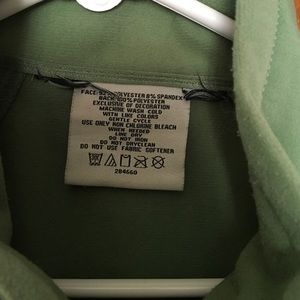 FACE: 92% POLYESTER 8% SPANDEX
BACK: 100% POLYESTER
EXCLUSIVE OF DECORATION
MACHINE WASH COLD
WITH LIKE COLORS
GENTLE CYCLE
USE ONLY NON CHLORINE BLEACH
WHEN NEEDED
LINE DRY
DO NOT IRON
DO NOT DRYCLEAN
DO NOT USE FABRIC SOFTENER
284660